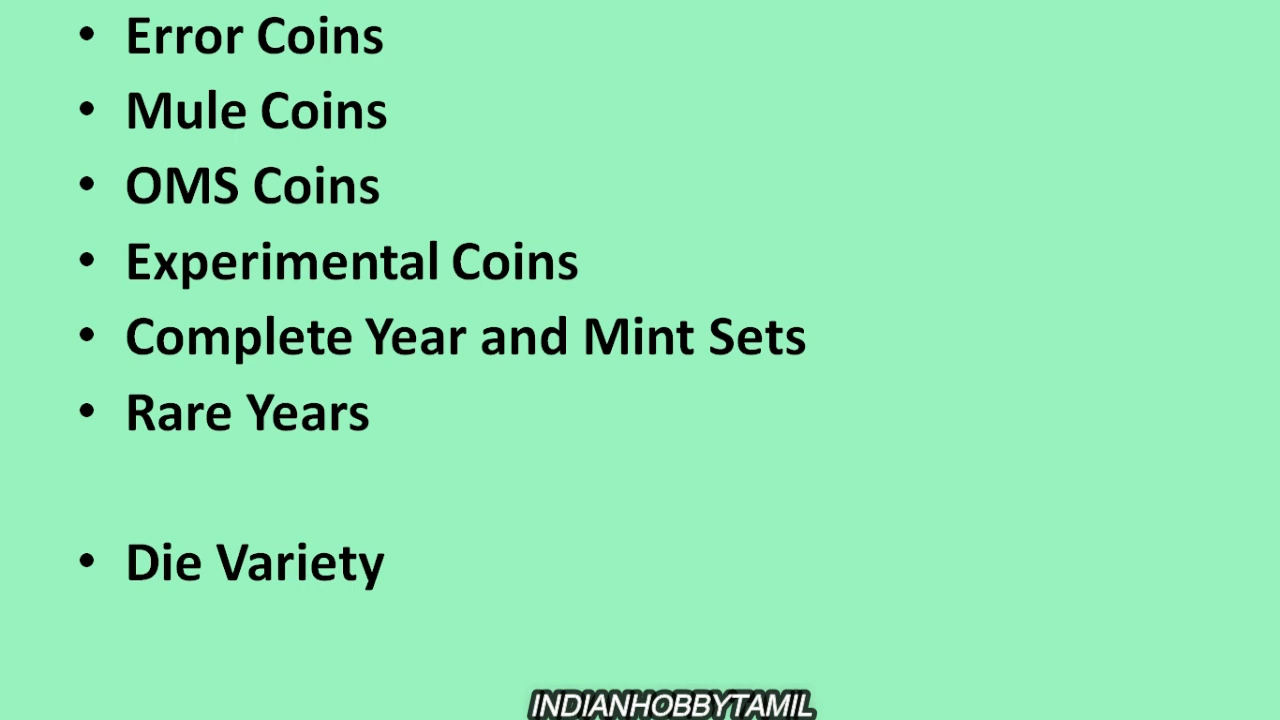 • Error Coins
• Mule Coins
• OMS Coins
• Experimental Coins
• Complete Year and Mint Sets
• Rare Years
• Die Variety
INDIANHOBBYTAMIL